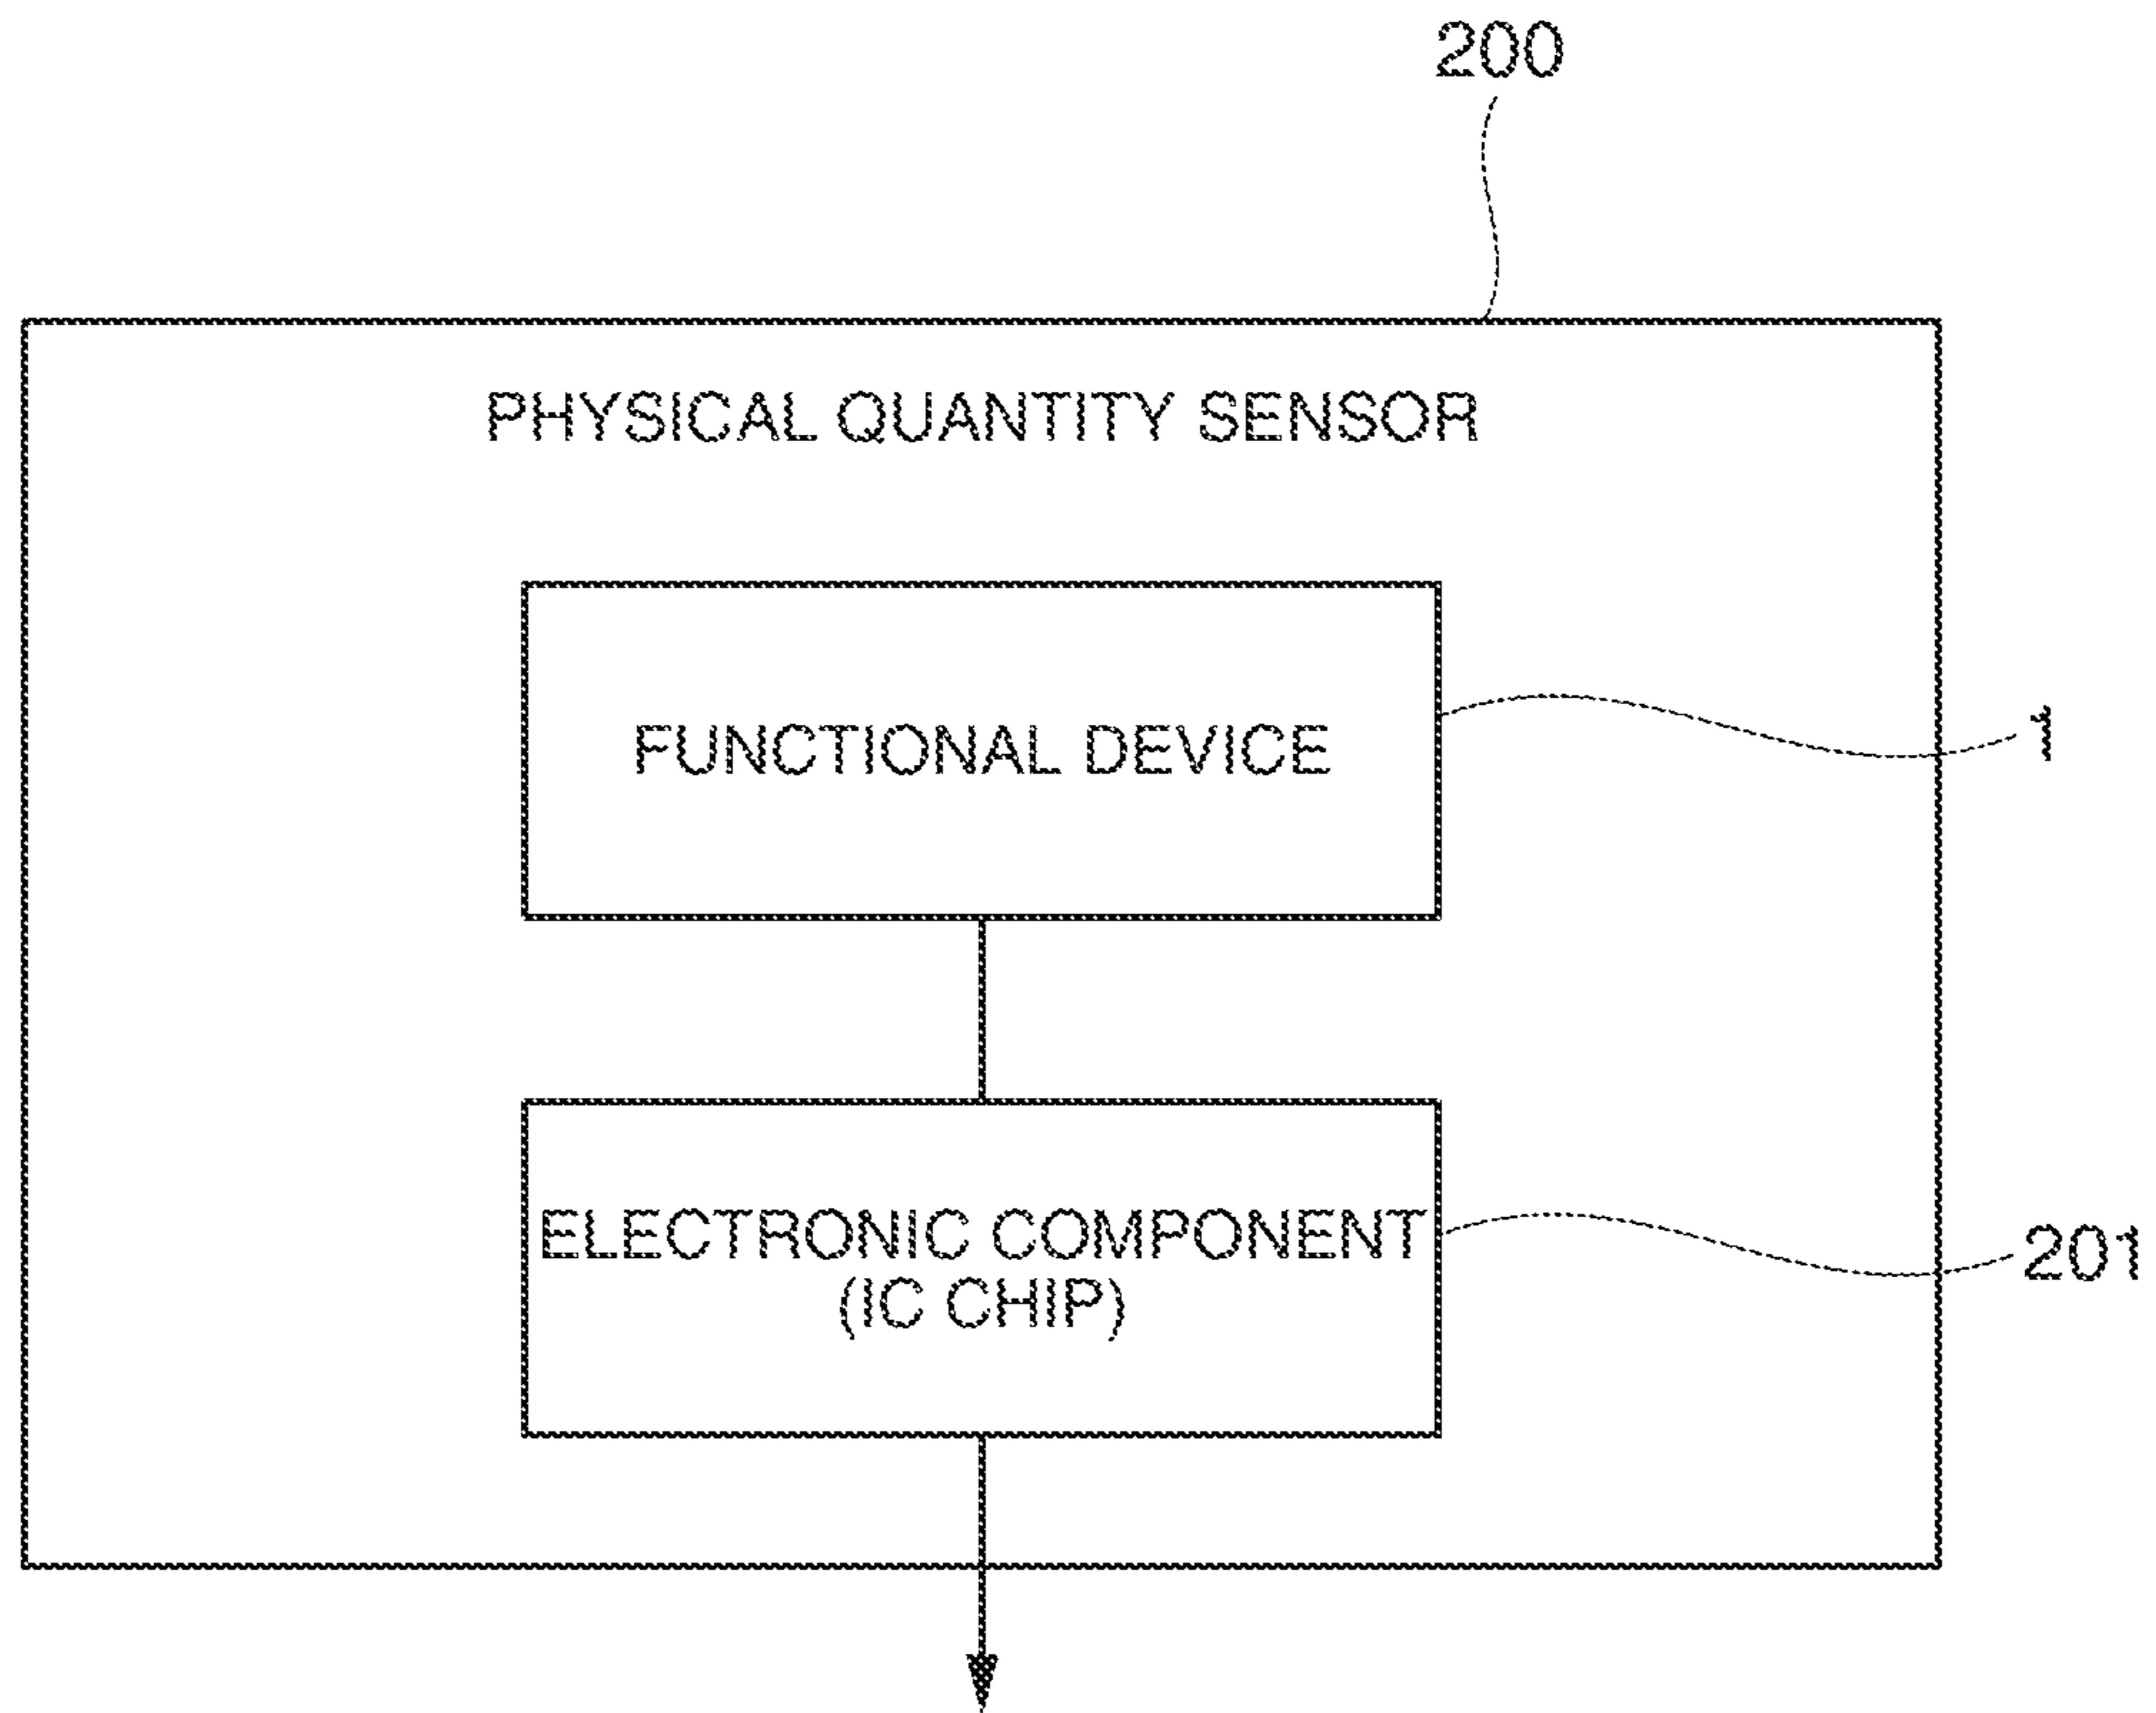 200
PHYSICAL QUANTITY SENSOR
FUNCTIONAL DEVICE
1
ELECTRONIC COMPONENT
(IC CHIP)
201